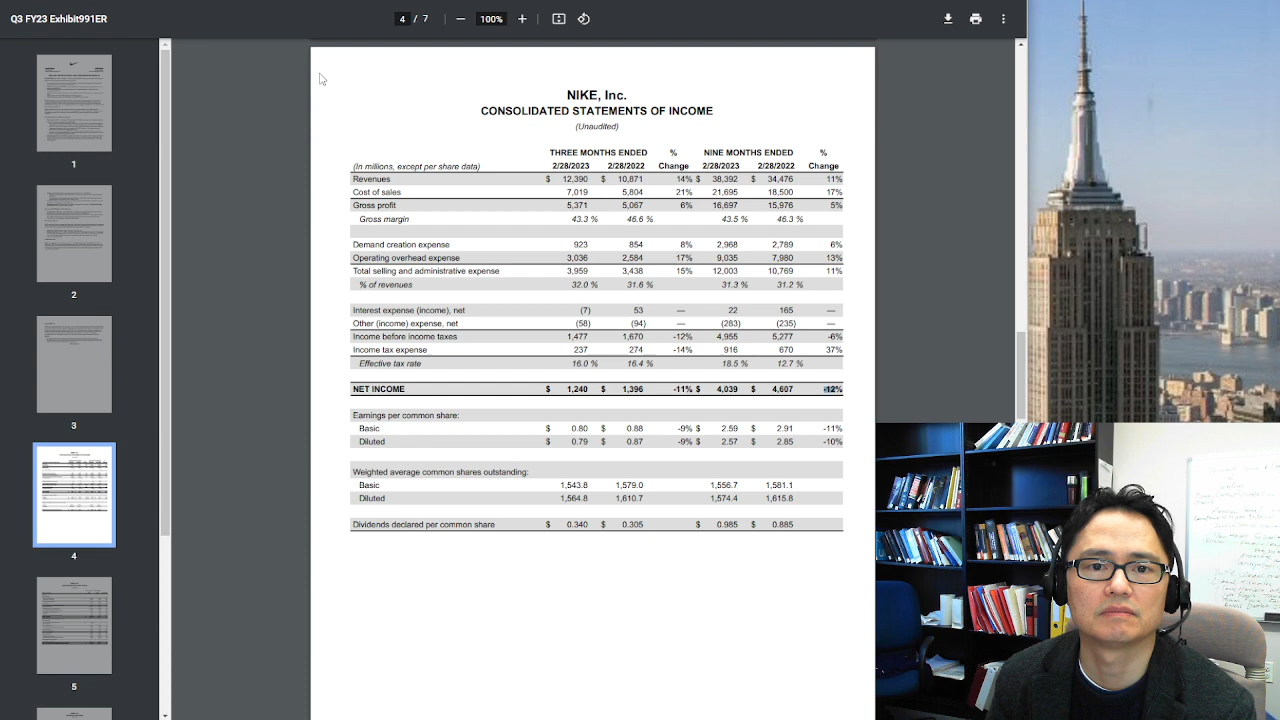 Q3 FY23 Exhibit991ER
4 / 7
100%
1
2
3
4
5
NIKE, Inc.
CONSOLIDATED STATEMENTS OF INCOME
(Unaudited)
THREE MONTHS ENDED % NINE MONTHS ENDED %
(In millions, except per share data) 2/28/2023 2/28/2022 Change 2/28/2023 2/28/2022 Change
Revenues $ 12,390 $ 10,871 14% $ 38,392 $ 34,476 11%
Cost of sales 7,019 5,804 21% 21,695 18,500 17%
Gross profit 5,371 5,067 6% 16,697 15,976 5%
Gross margin 43.3 % 46.6 % 43.5 % 46.3 %
Demand creation expense 923 854 8% 2,968 2,789 6%
Operating overhead expense 3,036 2,584 17% 9,035 7,980 13%
Total selling and administrative expense 3,959 3,438 15% 12,003 10,769 11%
% of revenues 32.0 % 31.6 % 31.3 % 31.2 %
Interest expense (income), net (7) 53 — 22 165 —
Other (income) expense, net (58) (94) — (283) (235) —
Income before income taxes 1,477 1,670 -12% 4,955 5,277 -6%
Income tax expense 237 274 -14% 916 670 37%
Effective tax rate 16.0 % 16.4 % 18.5 % 12.7 %
NET INCOME $ 1,240 $ 1,396 -11% $ 4,039 $ 4,607 -12%
Earnings per common share:
Basic $ 0.80 $ 0.88 -9% $ 2.59 $ 2.91 -11%
Diluted $ 0.79 $ 0.87 -9% $ 2.57 $ 2.85 -10%
Weighted average common shares outstanding:
Basic 1,543.8 1,579.0 1,556.7 1,581.1
Diluted 1,564.8 1,610.7 1,574.4 1,615.8
Dividends declared per common share $ 0.340 $ 0.305 $ 0.985 $ 0.885